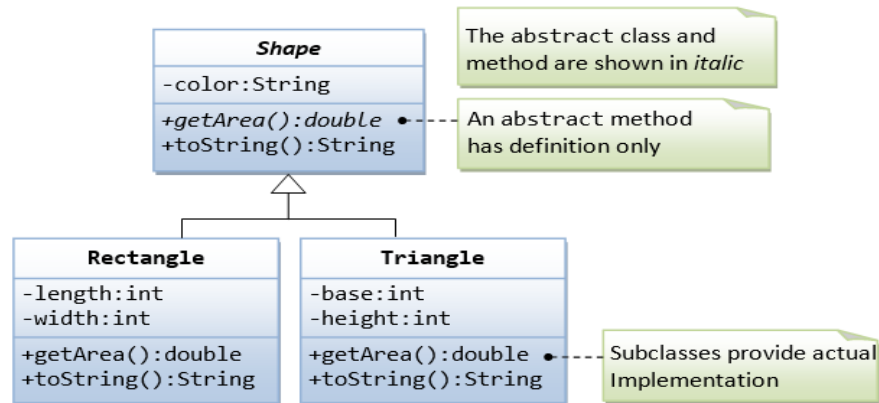 Shape
-color:String
+getArea():double
+toString():String
The abstract class and
method are shown in italic
An abstract method
has definition only
Rectangle
-length:int
-width:int
+getArea():double
+toString():String
Triangle
-base:int
-height:int
+getArea():double
+toString():String
Subclasses provide actual
Implementation